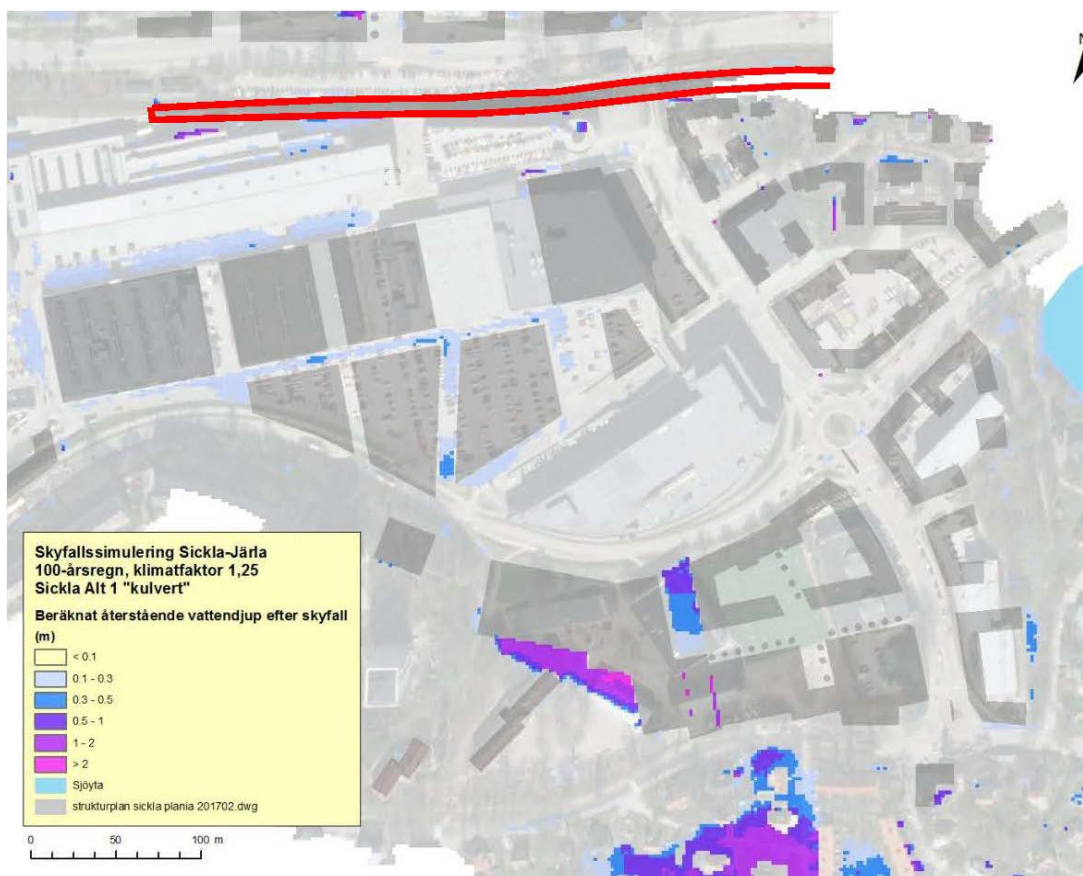 N
Skyfallssimulering Sickla-Järla
100-årsregn, klimatfaktor 1,25
Sickla Alt 1 "kulvert"
Beräknat återstående vattendjup efter skyfall
(m)
< 0.1
0.1 - 0.3
0.3 - 0.5
0.5 - 1
1 - 2
> 2
Sjöyta
strukturplan sickla plania 201702.dwg
0 50 100 m